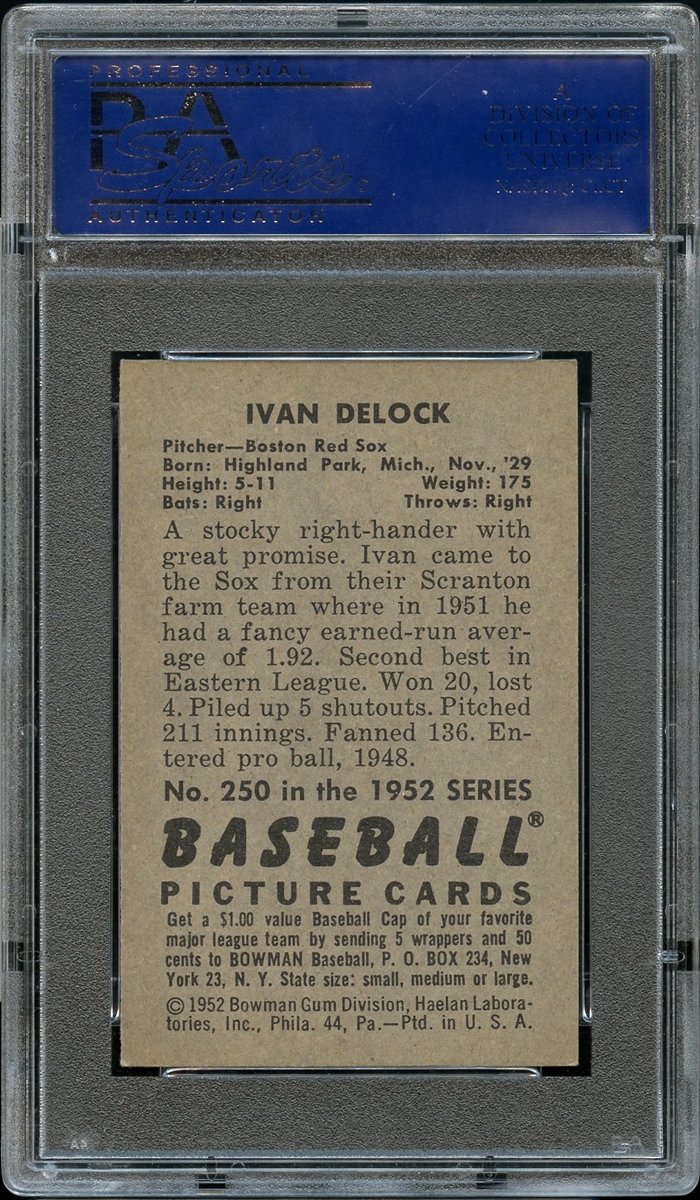 PROFESSIONAL
PSA
Sports
AUTHENTICATOR
A
DIVISION OF
COLLECTORS
UNIVERSE
NASDAQ: CLCT
IVAN DELOCK
Pitcher—Boston Red Sox
Born: Highland Park, Mich., Nov., '29
Height: 5-11 Weight: 175
Bats: Right Throws: Right
A stocky right-hander with
great promise. Ivan came to
the Sox from their Scranton
farm team where in 1951 he
had a fancy earned-run aver-
age of 1.92. Second best in
Eastern League. Won 20, lost
4. Piled up 5 shutouts. Pitched
211 innings. Fanned 136. En-
tered pro ball, 1948.
No. 250 in the 1952 SERIES
BASEBALL®
PICTURE CARDS
Get a $1.00 value Baseball Cap of your favorite
major league team by sending 5 wrappers and 50
cents to BOWMAN Baseball, P. O. BOX 234, New
York 23, N. Y. State size: small, medium or large.
© 1952 Bowman Gum Division, Haelan Labora-
tories, Inc., Phila. 44, Pa.—Ptd. in U. S. A.